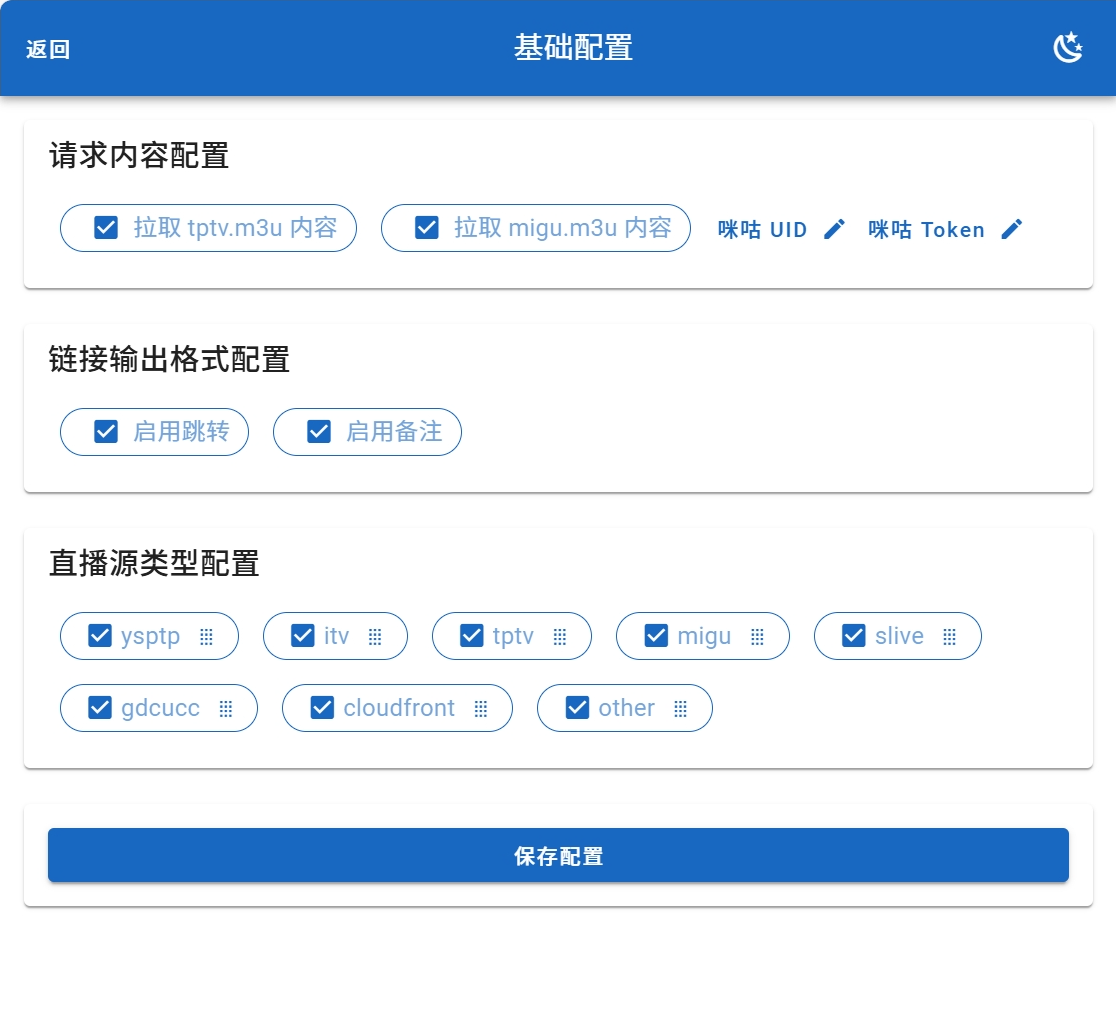 返回 基础配置
请求内容配置
拉取 tptv.m3u 内容 拉取 migu.m3u 内容 咪咕 UID 咪咕 Token
链接输出格式配置
启用跳转 启用备注
直播源类型配置
ysptp itv tptv migu slive
gdcucc cloudfront other
保存配置